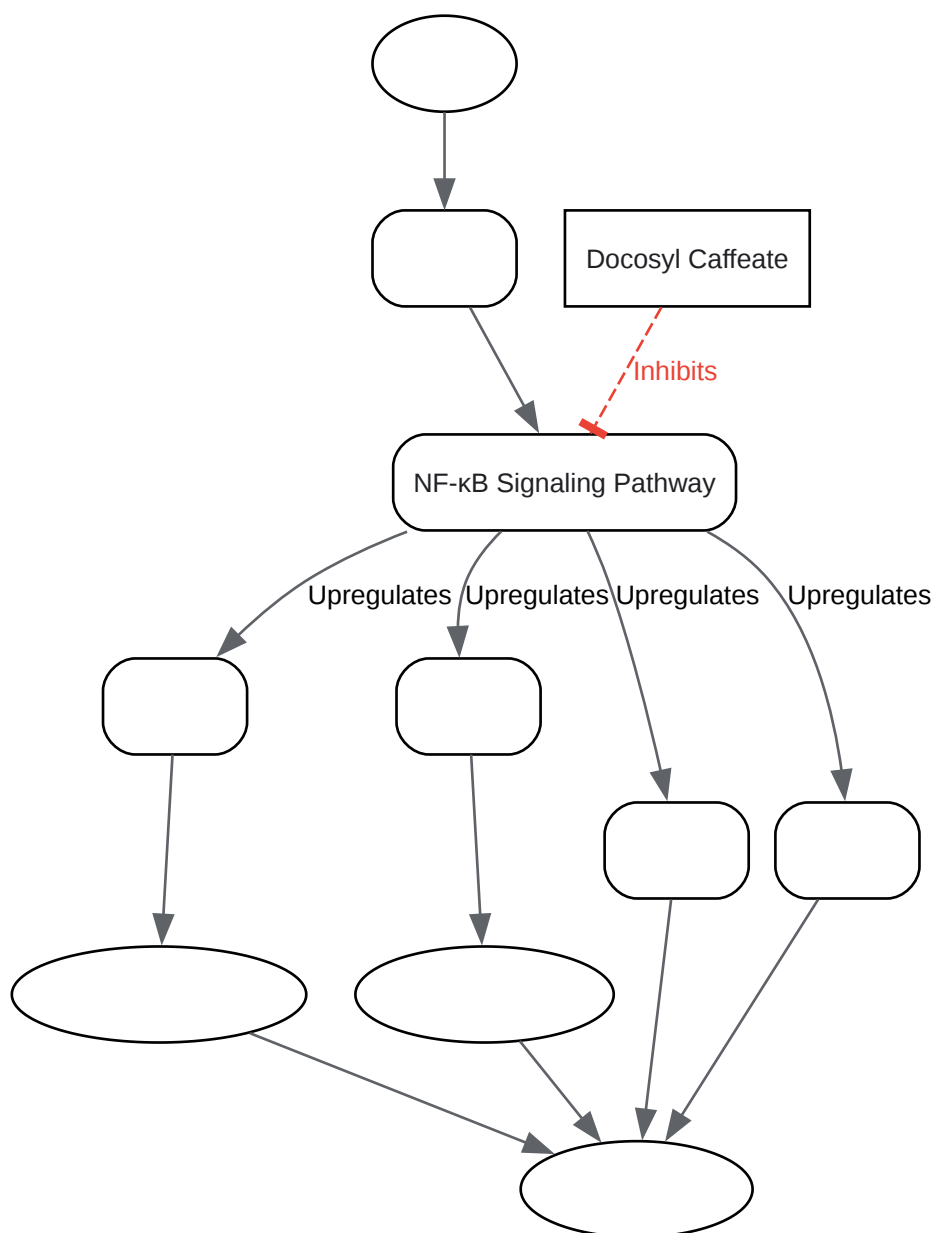 Docosyl Caffeate
Inhibits
NF-κB Signaling Pathway
Upregulates
Upregulates
Upregulates
Upregulates